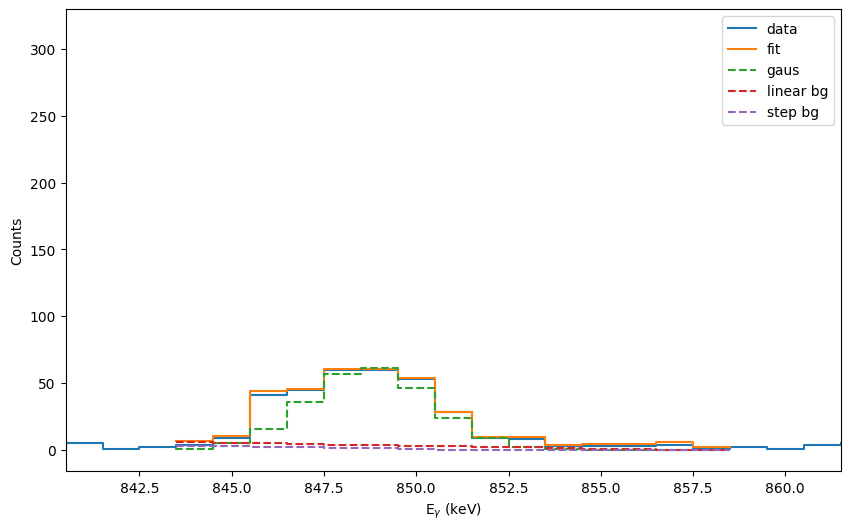 data
fit
gaus
linear bg
step bg
300
250
200
150
100
50
0
Counts
842.5 845.0 847.5 850.0 852.5 855.0 857.5 860.0
Eγ (keV)